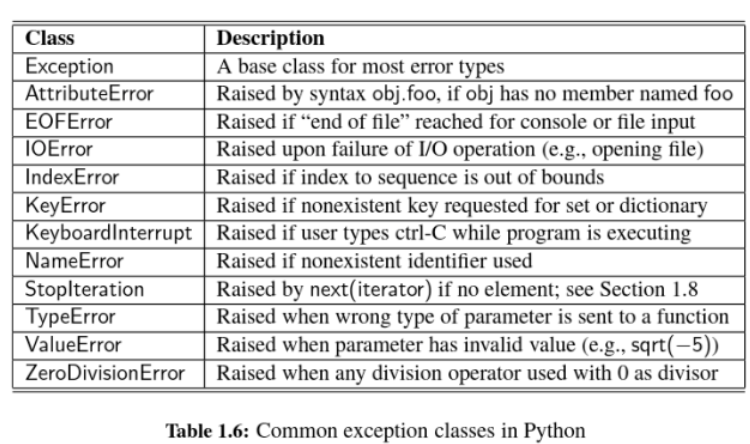 Class Description
Exception A base class for most error types
AttributeError Raised by syntax obj.foo, if obj has no member named foo
EOFError Raised if “end of file” reached for console or file input
IOError Raised upon failure of I/O operation (e.g., opening file)
IndexError Raised if index to sequence is out of bounds
KeyError Raised if nonexistent key requested for set or dictionary
KeyboardInterrupt Raised if user types ctrl-C while program is executing
NameError Raised if nonexistent identifier used
StopIteration Raised by next(iterator) if no element; see Section 1.8
TypeError Raised when wrong type of parameter is sent to a function
ValueError Raised when parameter has invalid value (e.g., sqrt(−5))
ZeroDivisionError Raised when any division operator used with 0 as divisor
Table 1.6: Common exception classes in Python